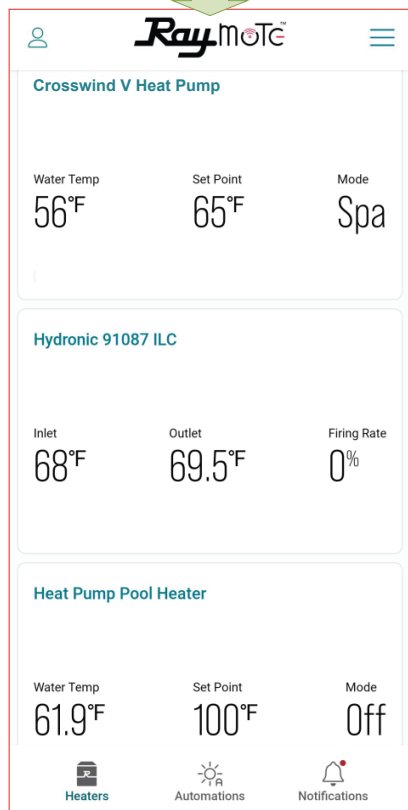 RayMOTE™
Crosswind V Heat Pump
Water Temp Set Point Mode
56°F 65°F Spa
Hydronic 91087 ILC
Inlet Outlet Firing Rate
68°F 69.5°F 0%
Heat Pump Pool Heater
Water Temp Set Point Mode
61.9°F 100°F Off
Heaters Automations Notifications